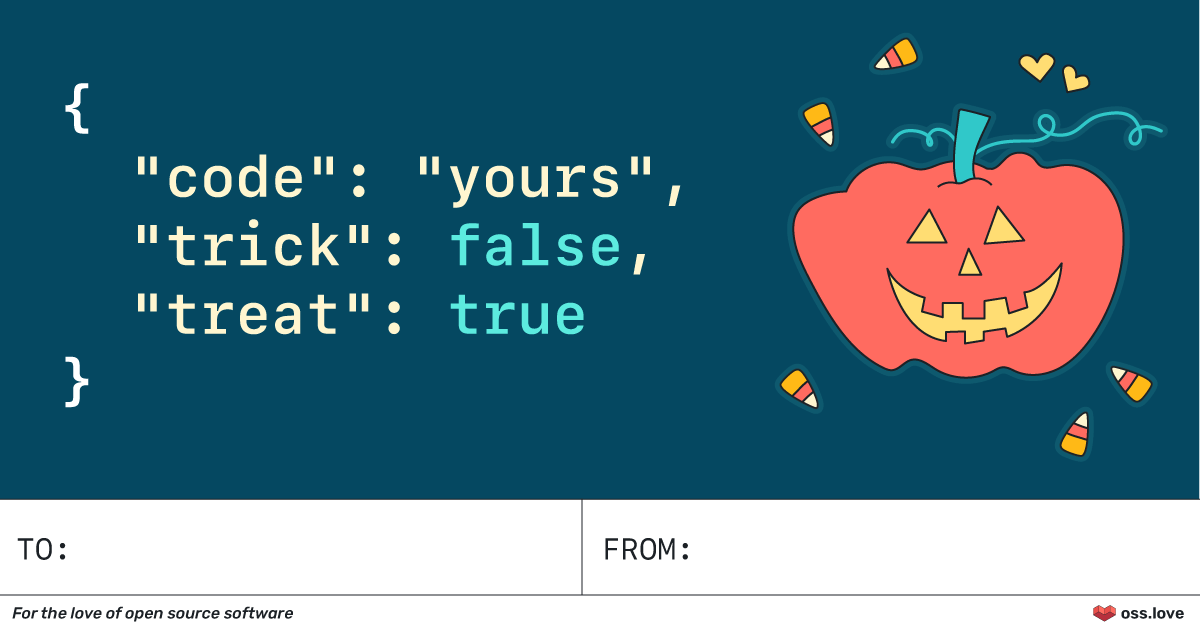 {
"code": "yours",
"trick": false,
"treat": true
}
TO:
FROM:
For the love of open source software
oss.love